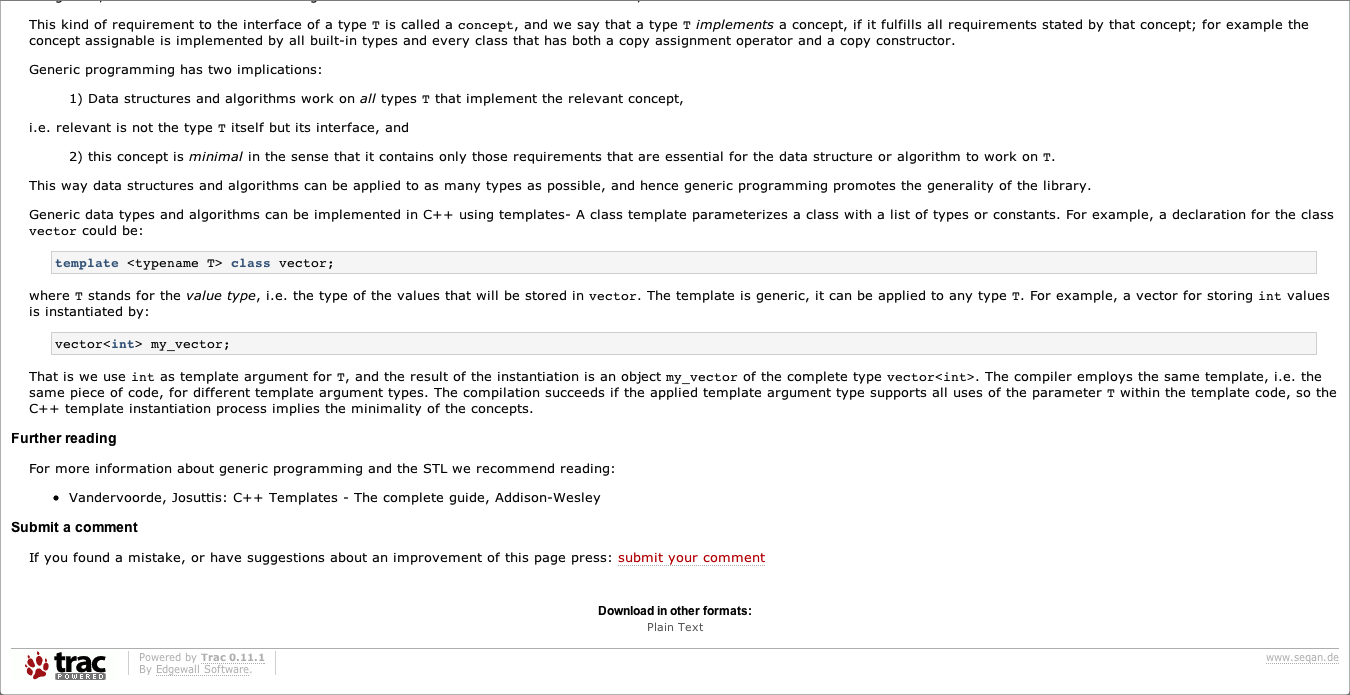 This kind of requirement to the interface of a type T is called a concept, and we say that a type T implements a concept, if it fulfills all requirements stated by that concept; for example the
concept assignable is implemented by all built-in types and every class that has both a copy assignment operator and a copy constructor.
Generic programming has two implications:
1) Data structures and algorithms work on all types T that implement the relevant concept,
i.e. relevant is not the type T itself but its interface, and
2) this concept is minimal in the sense that it contains only those requirements that are essential for the data structure or algorithm to work on T.
This way data structures and algorithms can be applied to as many types as possible, and hence generic programming promotes the generality of the library.
Generic data types and algorithms can be implemented in C++ using templates- A class template parameterizes a class with a list of types or constants. For example, a declaration for the class
vector could be:
template <typename T> class vector;
where T stands for the value type, i.e. the type of the values that will be stored in vector. The template is generic, it can be applied to any type T. For example, a vector for storing int values
is instantiated by:
vector<int> my_vector;
That is we use int as template argument for T, and the result of the instantiation is an object my_vector of the complete type vector<int>. The compiler employs the same template, i.e. the
same piece of code, for different template argument types. The compilation succeeds if the applied template argument type supports all uses of the parameter T within the template code, so the
C++ template instantiation process implies the minimality of the concepts.
Further reading
For more information about generic programming and the STL we recommend reading:
• Vandervoorde, Josuttis: C++ Templates - The complete guide, Addison-Wesley
Submit a comment
If you found a mistake, or have suggestions about an improvement of this page press: submit your comment
Download in other formats:
Plain Text
trac
POWERED
Powered by Trac 0.11.1
By Edgewall Software.
www.seqan.de